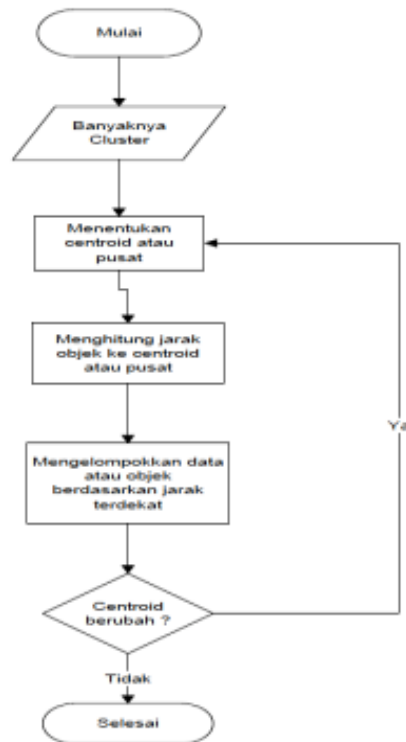 Mulai
Banyaknya
Cluster
Menentukan
centroid atau
pusat
Menghitung jarak
objek ke centroid
atau pusat
Ya
Mengelompokkan data
atau objek
berdasarkan jarak
terdekat
Centroid
berubah ?
Tidak
Selesai